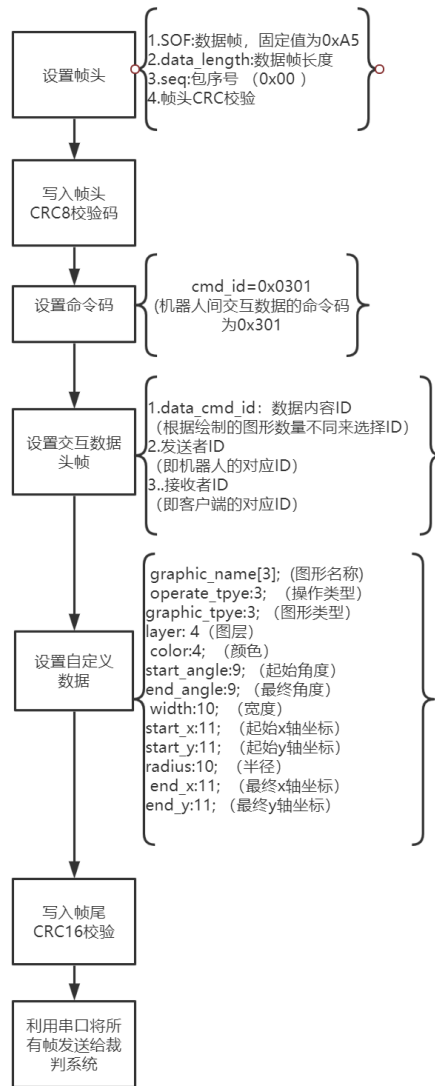 设置帧头
1.SOF:数据帧，固定值为0xA5
2.data_length:数据帧长度
3.seq:包序号 （0x00 ）
4.帧头CRC校验
写入帧头
CRC8校验码
设置命令码
cmd_id=0x0301
(机器人间交互数据的命令码
为0x301
设置交互数据
头帧
1.data_cmd_id：数据内容ID
（根据绘制的图形数量不同来选择ID）
2.发送者ID
（即机器人的对应ID）
3..接收者ID
（即客户端的对应ID）
设置自定义
数据
graphic_name[3]; (图形名称)
operate_tpye:3; （操作类型）
graphic_tpye:3; （图形类型）
layer: 4（图层）
color:4; （颜色）
start_angle:9; （起始角度）
end_angle:9; （最终角度）
width:10; （宽度）
start_x:11; （起始x轴坐标）
start_y:11; （起始y轴坐标）
radius:10; （半径）
end_x:11; （最终x轴坐标）
end_y:11; （最终y轴坐标）
写入帧尾
CRC16校验
利用串口将所
有帧发送给裁
判系统